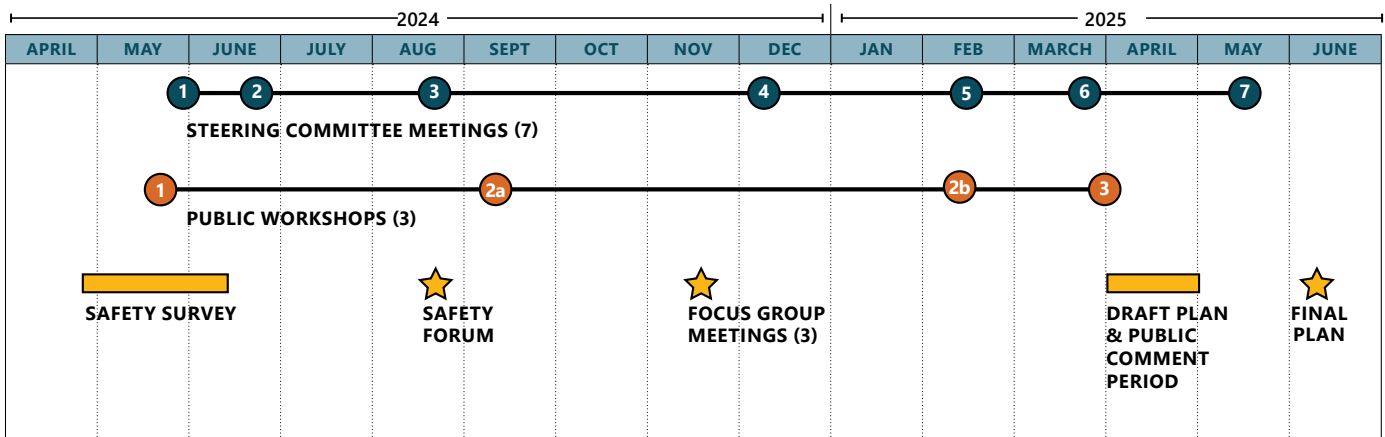 2024 2025
APRIL MAY JUNE JULY AUG SEPT OCT NOV DEC JAN FEB MARCH APRIL MAY JUNE
1 2 3 4 5 6 7
STEERING COMMITTEE MEETINGS (7)
1 2a 2b 3
PUBLIC WORKSHOPS (3)
SAFETY SURVEY
SAFETY
FORUM
FOCUS GROUP
MEETINGS (3)
DRAFT PLAN
& PUBLIC
COMMENT
PERIOD
FINAL
PLAN